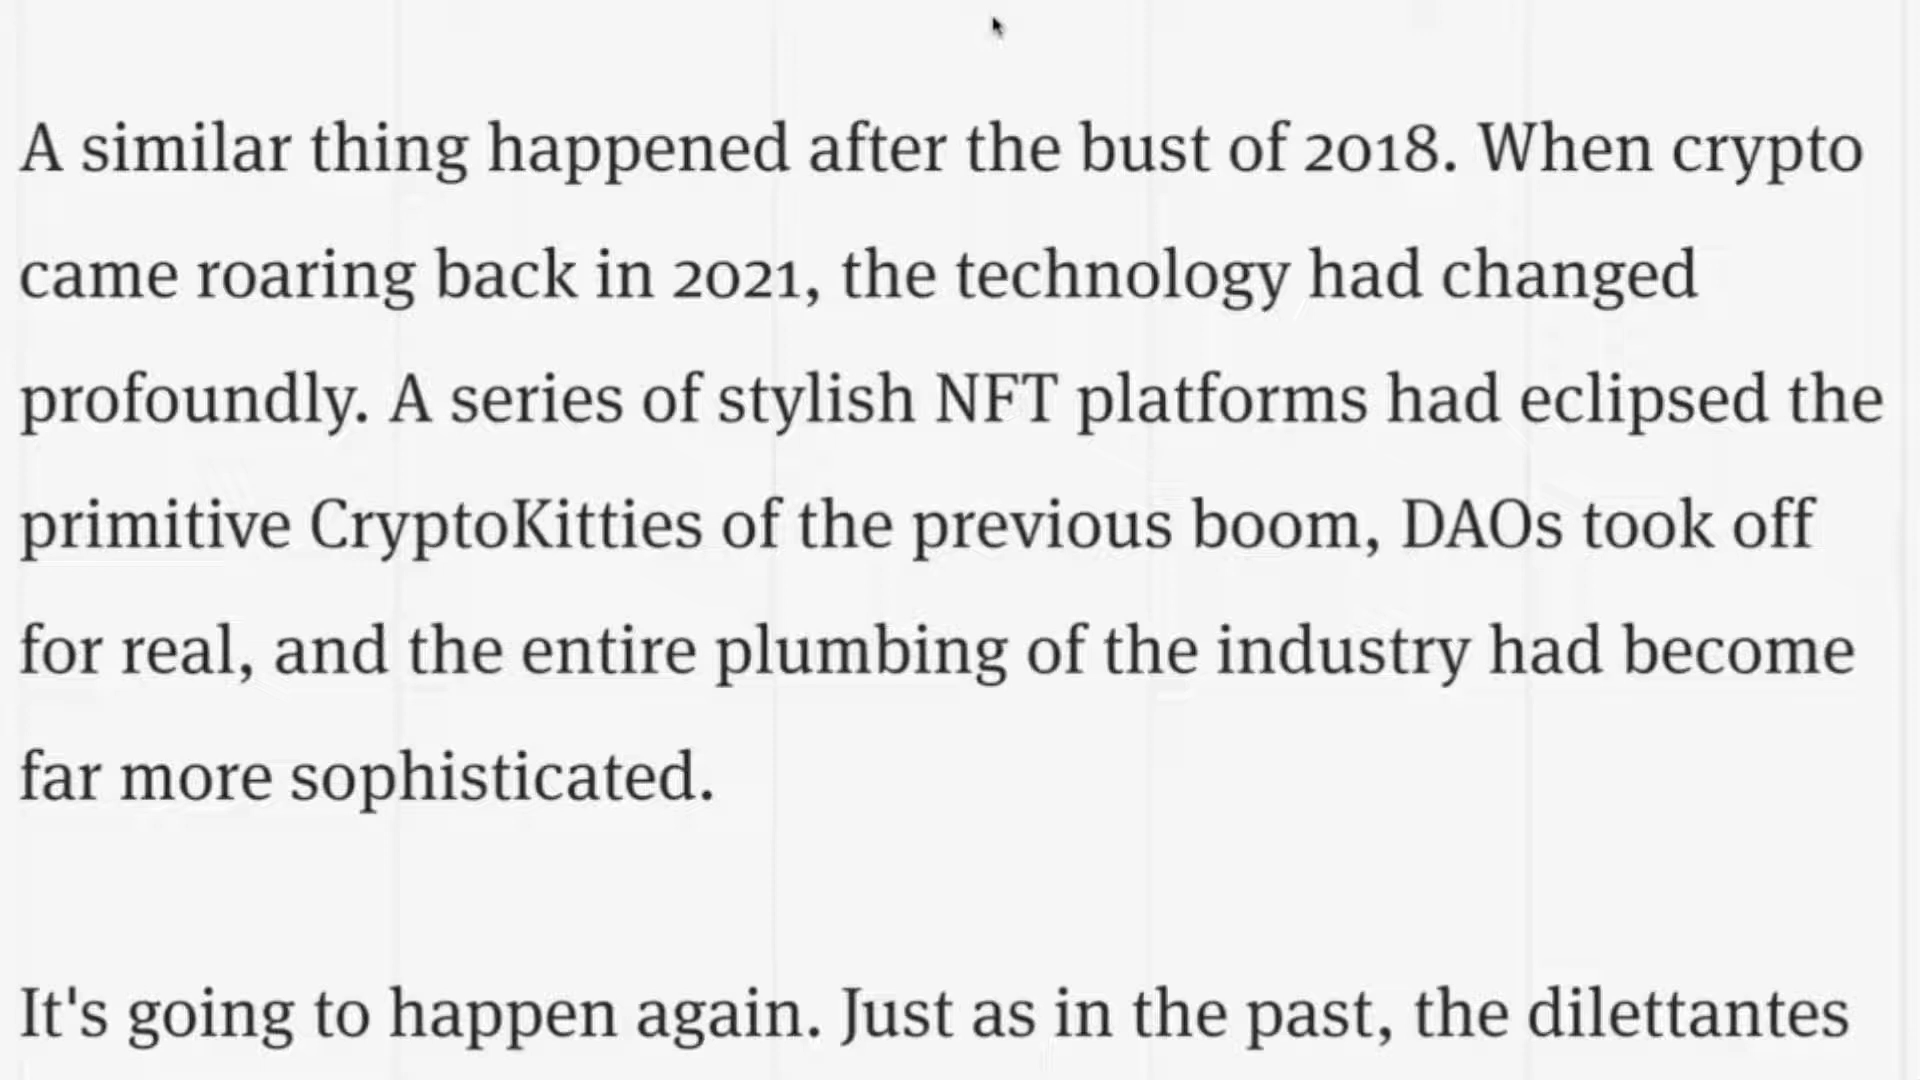 A similar thing happened after the bust of 2018. When crypto
came roaring back in 2021, the technology had changed
profoundly. A series of stylish NFT platforms had eclipsed the
primitive CryptoKitties of the previous boom, DAOs took off
for real, and the entire plumbing of the industry had become
far more sophisticated.
It's going to happen again. Just as in the past, the dilettantes